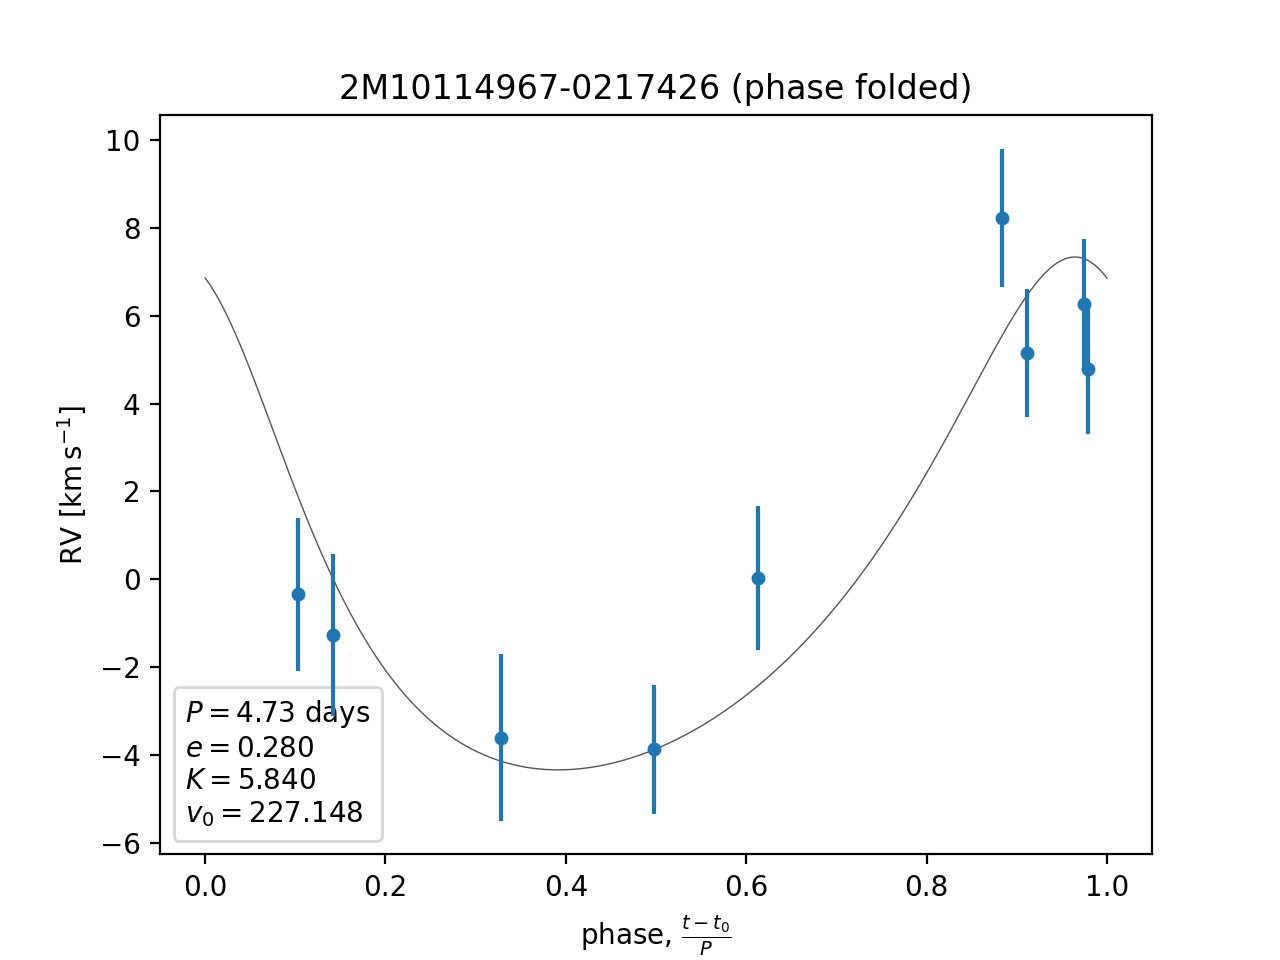 2M10114967-0217426 (phase folded)
10
8
6
4
2
0
−2
−4
−6
RV [km s⁻¹]
P = 4.73 days
e = 0.280
K = 5.840
v₀ = 227.148
0.0 0.2 0.4 0.6 0.8 1.0
phase, (t − t₀)/P